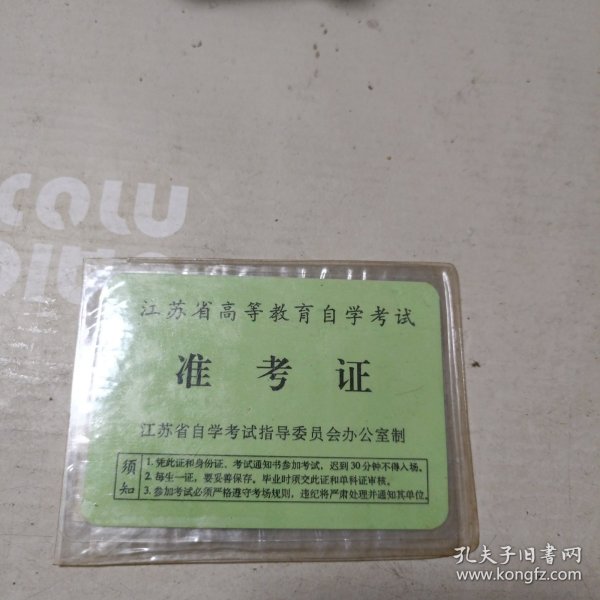 COLU
江苏省高等教育自学考试
准考证
江苏省自学考试指导委员会办公室制
须知
1. 凭此证和身份证、考试通知书参加考试，迟到30分钟不得入场。
2. 每生一证，要妥善保存。毕业时须交此证和单科证审核。
3. 参加考试必须严格遵守考场规则，违纪将严肃处理并通知其单位。
孔夫子旧书网
www.kongfz.com